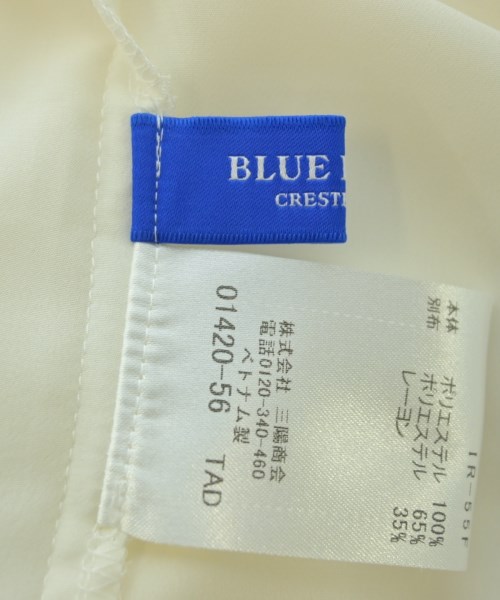 BLUE
CREST
本体 ポリエステル 100%
別布 ポリエステル 65%
レーヨン 35%
株式会社 三陽商会
電話0120-340-460
ベトナム製
01420-56 TAD